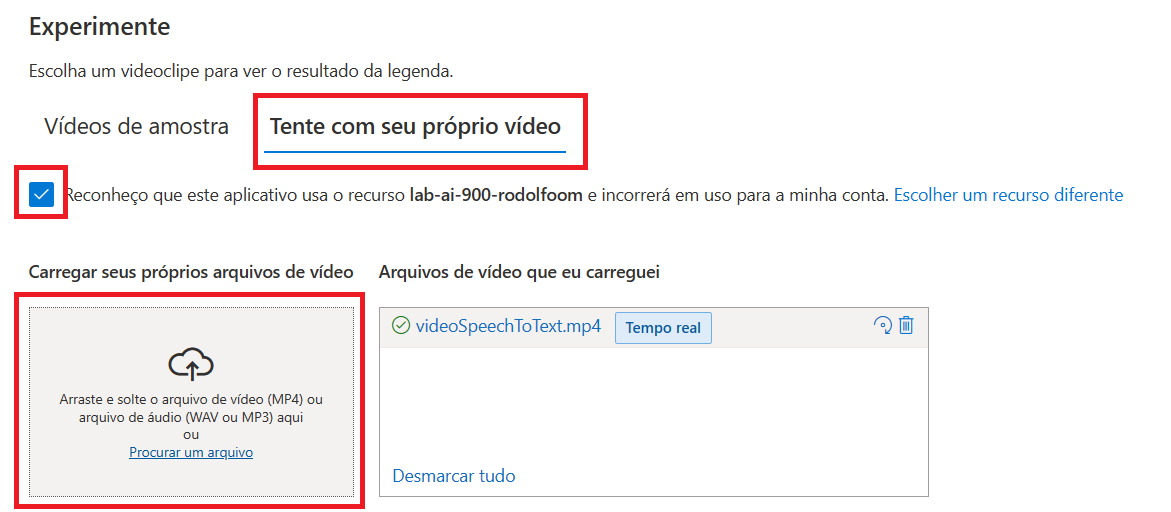 Experimente
Escolha um videoclipe para ver o resultado da legenda.
Vídeos de amostra
Tente com seu próprio vídeo
Reconheço que este aplicativo usa o recurso lab-ai-900-rodolfoom e incorrerá em uso para a minha conta. Escolher um recurso diferente
Carregar seus próprios arquivos de vídeo
Arraste e solte o arquivo de vídeo (MP4) ou
arquivo de áudio (WAV ou MP3) aqui
ou
Procurar um arquivo
Arquivos de vídeo que eu carreguei
videoSpeechToText.mp4
Tempo real
Desmarcar tudo